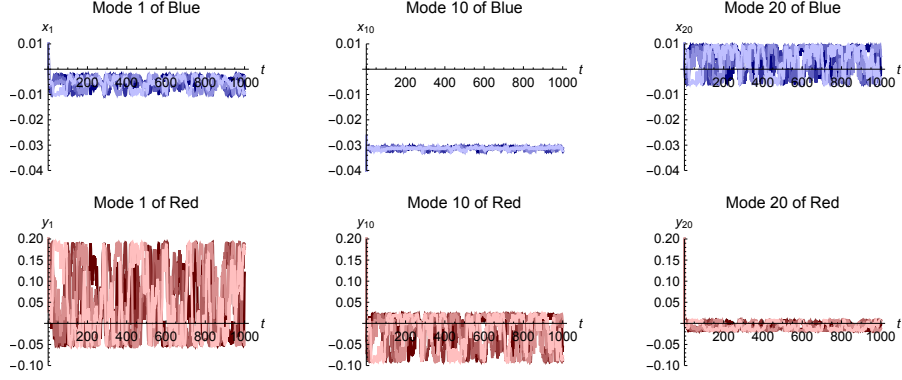 Mode 1 of Blue
x1
0.01
-0.01
-0.02
-0.03
-0.04
200 400 600 800 1000 t
Mode 10 of Blue
x10
0.01
-0.01
-0.02
-0.03
-0.04
200 400 600 800 1000 t
Mode 20 of Blue
x20
0.01
-0.01
-0.02
-0.03
-0.04
200 400 600 800 1000 t
Mode 1 of Red
y1
0.20
0.15
0.10
0.05
-0.05
-0.10
200 400 600 800 1000 t
Mode 10 of Red
y10
0.20
0.15
0.10
0.05
-0.05
-0.10
200 400 600 800 1000 t
Mode 20 of Red
y20
0.20
0.15
0.10
0.05
-0.05
-0.10
200 400 600 800 1000 t